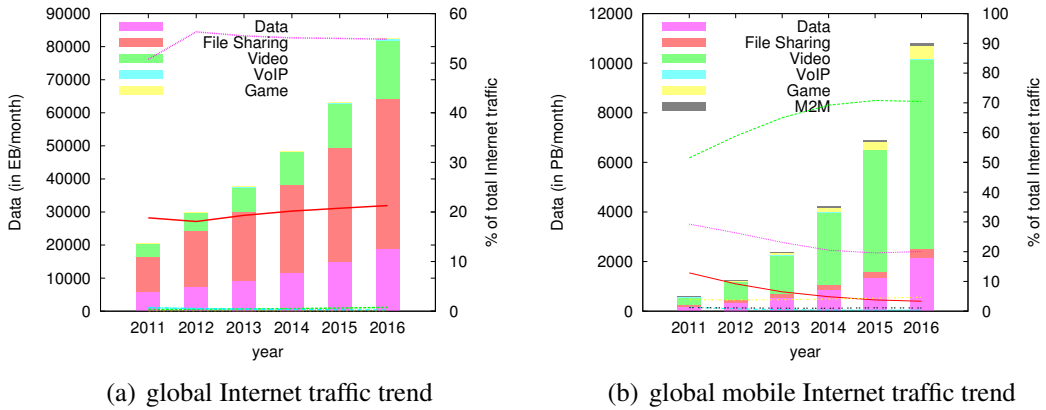 90000
80000
70000
60000
50000
40000
30000
20000
10000
0
Data (in EB/month)
Data
File Sharing
Video
VoIP
Game
60
50
40
30
20
10
0
% of total Internet traffic
2011 2012 2013 2014 2015 2016
year
(a) global Internet traffic trend
12000
10000
8000
6000
4000
2000
0
Data (in PB/month)
Data
File Sharing
Video
VoIP
Game
M2M
100
90
80
70
60
50
40
30
20
10
0
% of total Internet traffic
2011 2012 2013 2014 2015 2016
year
(b) global mobile Internet traffic trend